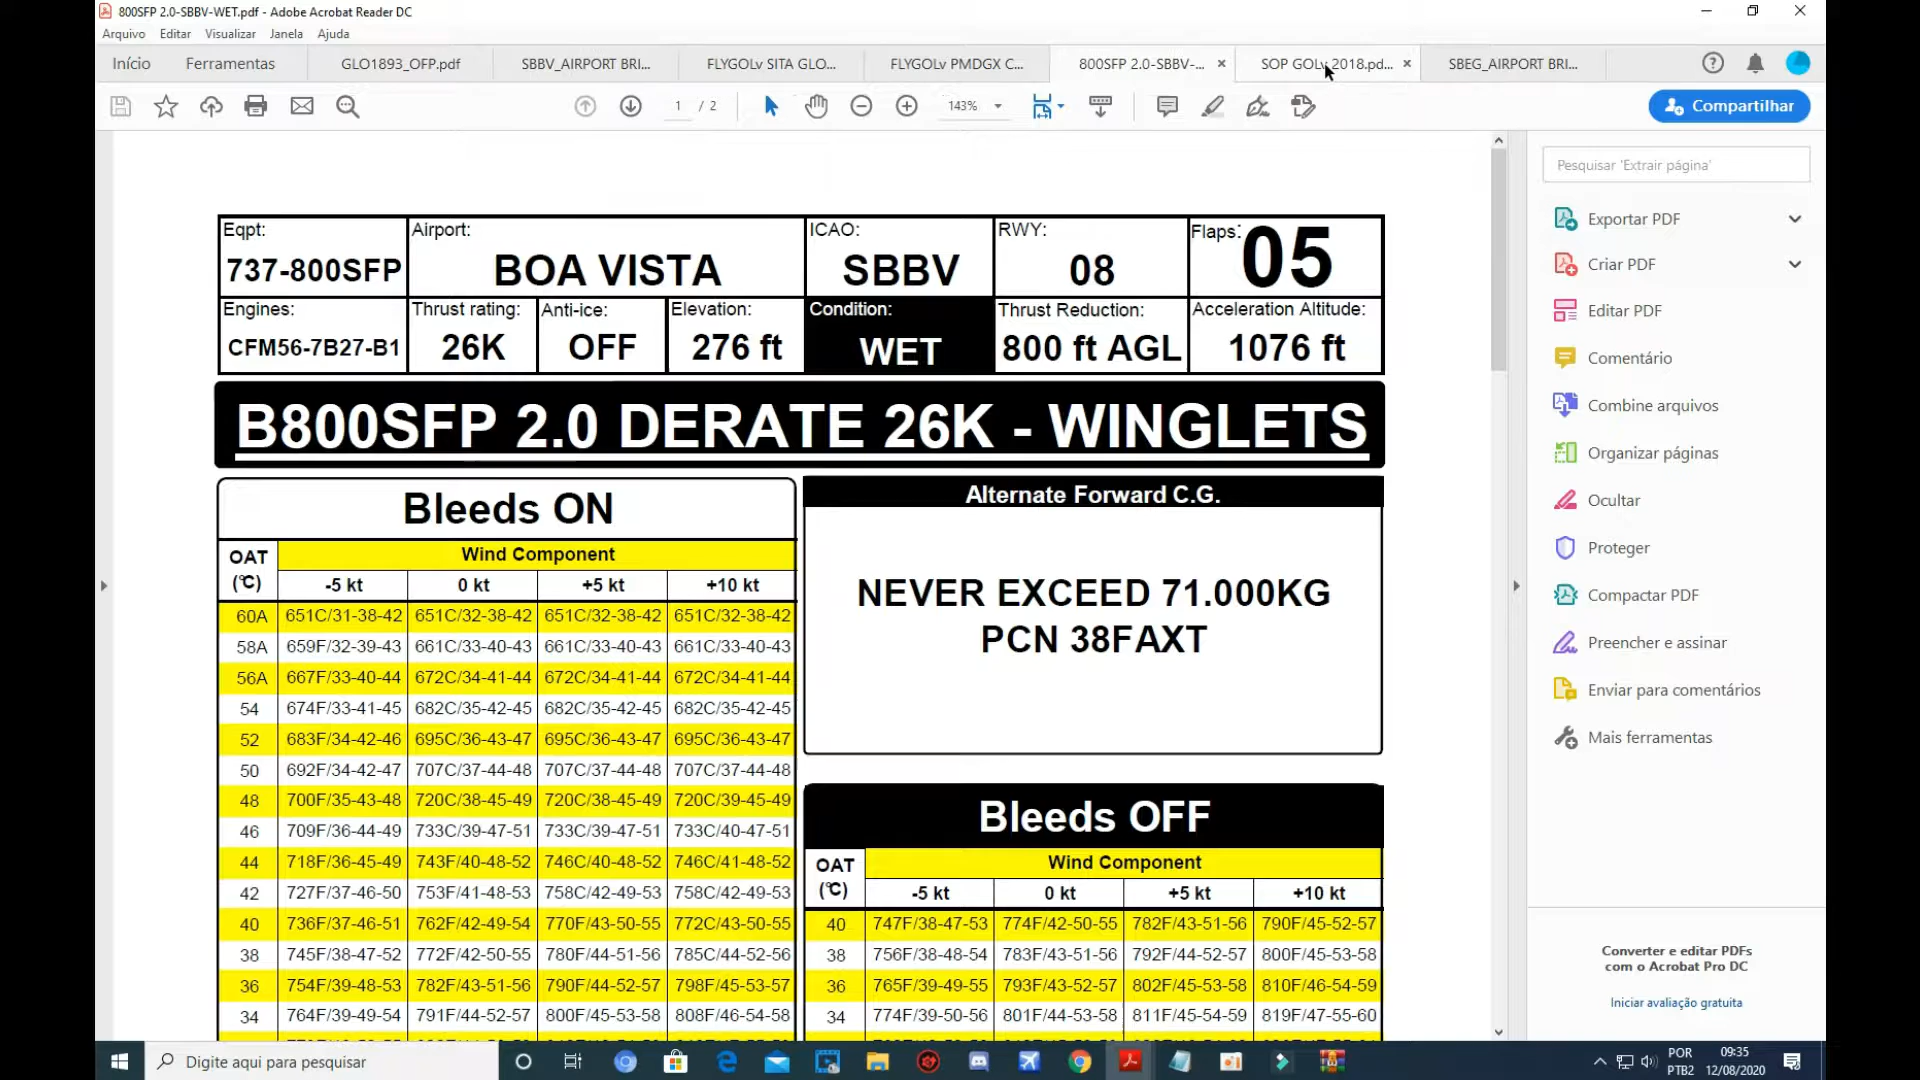 800SFP 2.0-SBBV-WET.pdf - Adobe Acrobat Reader DC
Arquivo Editar Visualizar Janela Ajuda
Início Ferramentas GLO1893_OFP.pdf SBBV_AIRPORT BRI... FLYGOLv SITA GLO... FLYGOLv PMDGX C... 800SFP 2.0-SBBV-... SOP GOLv 2018.pd... SBEG_AIRPORT BRI...
1 / 2 143% Compartilhar
Eqpt: Airport: ICAO: RWY: Flaps:
737-800SFP BOA VISTA SBBV 08 05
Engines: Thrust rating: Anti-ice: Elevation: Condition: Thrust Reduction: Acceleration Altitude:
CFM56-7B27-B1 26K OFF 276 ft WET 800 ft AGL 1076 ft
B800SFP 2.0 DERATE 26K - WINGLETS
Bleeds ON
OAT (°C) Wind Component
-5 kt 0 kt +5 kt +10 kt
60A 651C/31-38-42 651C/32-38-42 651C/32-38-42 651C/32-38-42
58A 659F/32-39-43 661C/33-40-43 661C/33-40-43 661C/33-40-43
56A 667F/33-40-44 672C/34-41-44 672C/34-41-44 672C/34-41-44
54 674F/33-41-45 682C/35-42-45 682C/35-42-45 682C/35-42-45
52 683F/34-42-46 695C/36-43-47 695C/36-43-47 695C/36-43-47
50 692F/34-42-47 707C/37-44-48 707C/37-44-48 707C/37-44-48
48 700F/35-43-48 720C/38-45-49 720C/38-45-49 720C/39-45-49
46 709F/36-44-49 733C/39-47-51 733C/39-47-51 733C/40-47-51
44 718F/36-45-49 743F/40-48-52 746C/40-48-52 746C/41-48-52
42 727F/37-46-50 753F/41-48-53 758C/42-49-53 758C/42-49-53
40 736F/37-46-51 762F/42-49-54 770F/43-50-55 772C/43-50-55
38 745F/38-47-52 772F/42-50-55 780F/44-51-56 785C/44-52-56
36 754F/39-48-53 782F/43-51-56 790F/44-52-57 798F/45-53-57
34 764F/39-49-54 791F/44-52-57 800F/45-53-58 808F/46-54-58
Alternate Forward C.G.
NEVER EXCEED 71.000KG
PCN 38FAXT
Bleeds OFF
OAT (°C) Wind Component
-5 kt 0 kt +5 kt +10 kt
40 747F/38-47-53 774F/42-50-55 782F/43-51-56 790F/45-52-57
38 756F/38-48-54 783F/43-51-56 792F/44-52-57 800F/45-53-58
36 765F/39-49-55 793F/43-52-57 802F/45-53-58 810F/46-54-59
34 774F/39-50-56 801F/44-53-58 811F/45-54-59 819F/47-55-60
Pesquisar 'Extrair página'
Exportar PDF
Criar PDF
Editar PDF
Comentário
Combine arquivos
Organizar páginas
Ocultar
Proteger
Compactar PDF
Preencher e assinar
Enviar para comentários
Mais ferramentas
Converter e editar PDFs
com o Acrobat Pro DC
Iniciar avaliação gratuita
Digite aqui para pesquisar
POR 09:35
PTB2 12/08/2020